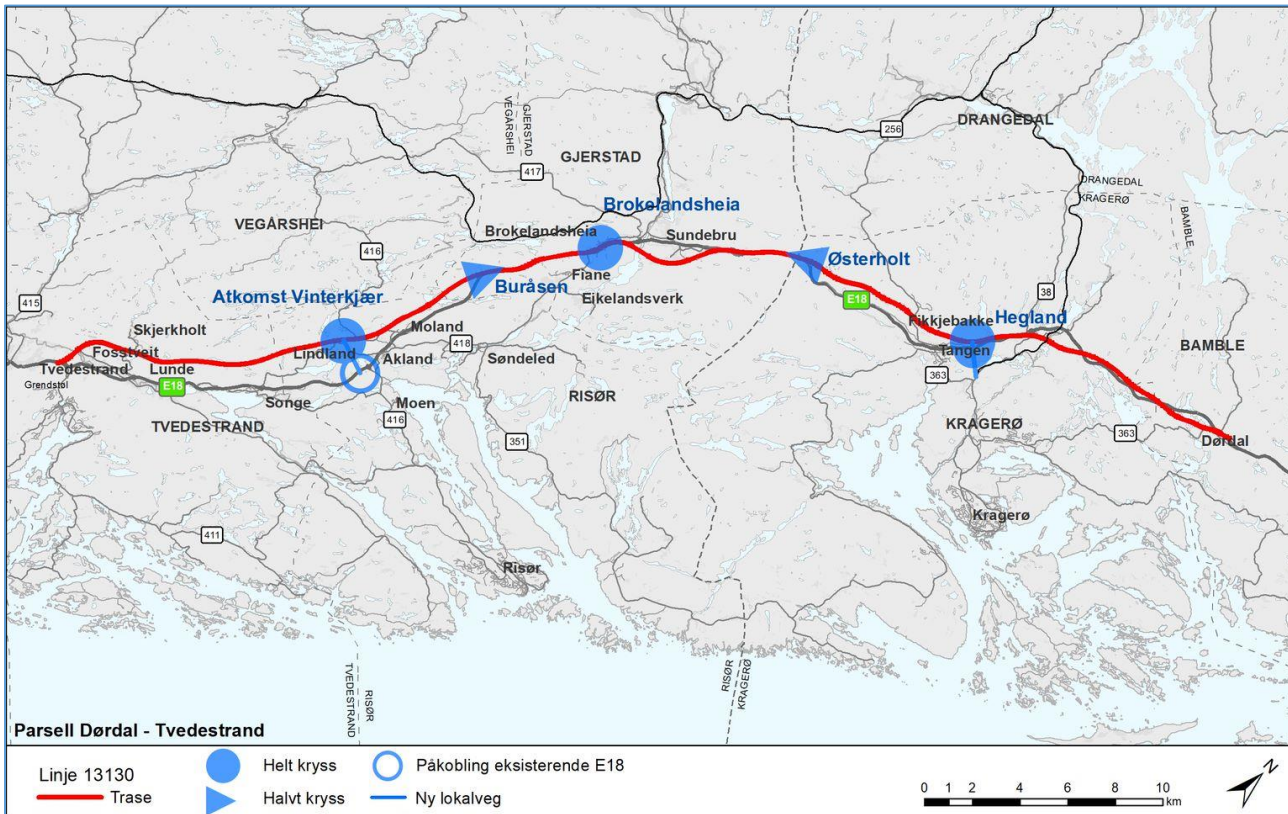 256
DRANGEDAL
GJERSTAD
VEGÅRSHEI
GJERSTAD
417
DRANGEDAL
KRAGERØ
BAMBLE
Brokelandsheia
VEGÅRSHEI
416
Brokelandsheia
Sundebru
Østerholt
Fiane
Buråsen
Eikelandsverk
E18
38
415
Atkomst Vinterkjær
Skjerkholt
Moland
Fikkjebakke
Hegland
418
Fosstveit
Lindland
Akland
Søndeled
Tangen
BAMBLE
Tvedestrand
Lunde
Grendstøl
E18
363
RISØR
Songe
Moen
416
TVEDESTRAND
351
KRAGERØ
363
Dørdal
Kragerø
411
Risør
TVEDESTRAND
RISØR
RISØR
KRAGERØ
Parsell Dørdal - Tvedestrand
Linje 13130
Trase
Helt kryss
Halvt kryss
Påkobling eksisterende E18
Ny lokalveg
0 1 2 4 6 8 10
km
N